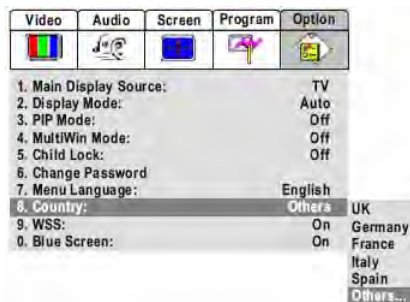 Video Audio Screen Program Option
1. Main Display Source: TV
2. Display Mode: Auto
3. PIP Mode: Off
4. MultiWin Mode: Off
5. Child Lock: Off
6. Change Password
7. Menu Language: English
8. Country: Others
9. WSS: On
0. Blue Screen: On
UK
Germany
France
Italy
Spain
Others...